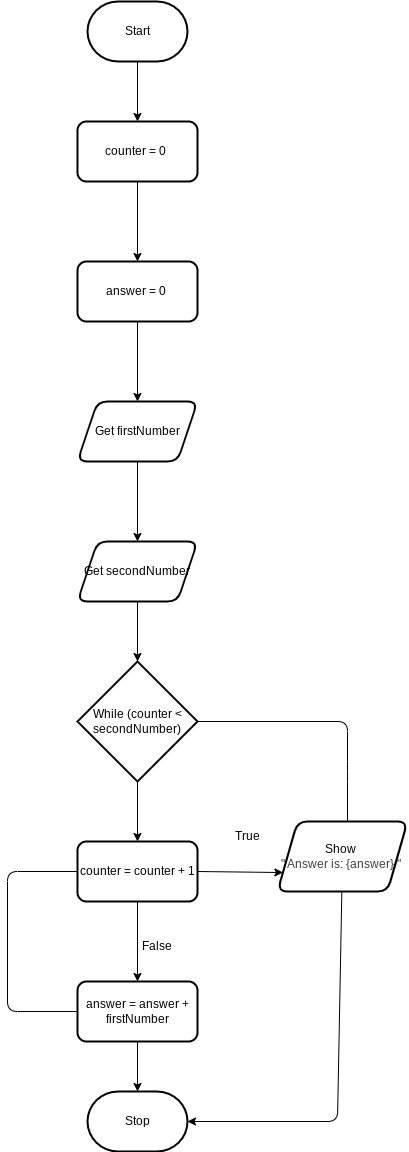 Start
counter = 0
answer = 0
Get firstNumber
Get secondNumber
While (counter <
secondNumber)
True
Show
"Answer is: {answer}"
counter = counter + 1
False
answer = answer +
firstNumber
Stop